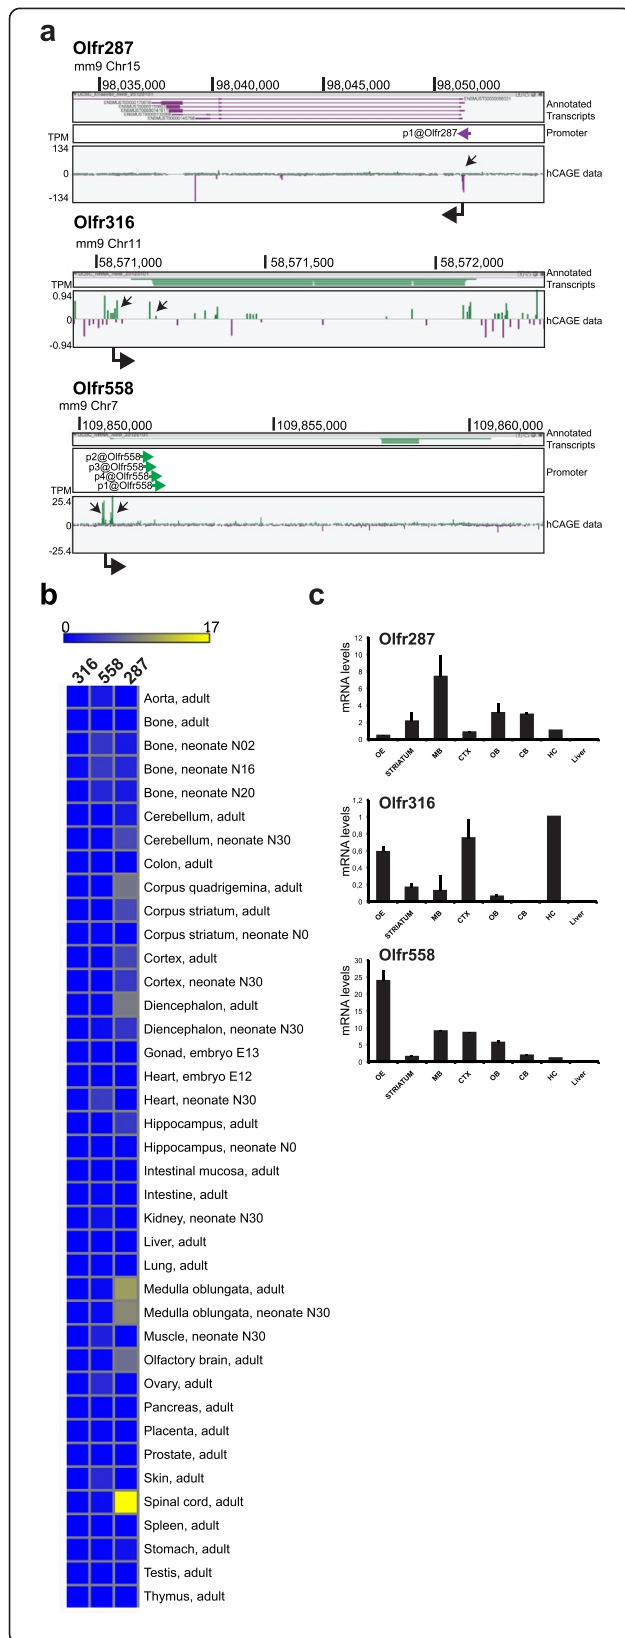 a
Olfr287
mm9 Chr15
98,035,000 98,040,000 98,045,000 98,050,000
Annotated
Transcripts
p1@Olfr287
Promoter
TPM
134
0
-134
hCAGE data
Olfr316
mm9 Chr11
58,571,000 58,571,500 58,572,000
Annotated
Transcripts
TPM
0.94
0
-0.94
hCAGE data
Olfr558
mm9 Chr7
109,850,000 109,855,000 109,860,000
Annotated
Transcripts
p2@Olfr558
p3@Olfr558
p4@Olfr558
p1@Olfr558
Promoter
TPM
25.4
0
-25.4
hCAGE data
b
0 17
316 558 287
Aorta, adult
Bone, adult
Bone, neonate N02
Bone, neonate N16
Bone, neonate N20
Cerebellum, adult
Cerebellum, neonate N30
Colon, adult
Corpus quadrigemina, adult
Corpus striatum, adult
Corpus striatum, neonate N0
Cortex, adult
Cortex, neonate N30
Diencephalon, adult
Diencephalon, neonate N30
Gonad, embryo E13
Heart, embryo E12
Heart, neonate N30
Hippocampus, adult
Hippocampus, neonate N0
Intestinal mucosa, adult
Intestine, adult
Kidney, neonate N30
Liver, adult
Lung, adult
Medulla oblungata, adult
Medulla oblungata, neonate N30
Muscle, neonate N30
Olfactory brain, adult
Ovary, adult
Pancreas, adult
Placenta, adult
Prostate, adult
Skin, adult
Spinal cord, adult
Spleen, adult
Stomach, adult
Testis, adult
Thymus, adult
c
Olfr287
mRNA levels
12
10
8
6
4
2
0
OE STRIATUM MB CTX OB CB HC Liver
Olfr316
mRNA levels
1,2
1
0,8
0,6
0,4
0,2
0
OE STRIATUM MB CTX OB CB HC Liver
Olfr558
mRNA levels
30
25
20
15
10
5
0
OE STRIATUM MB CTX OB CB HC Liver